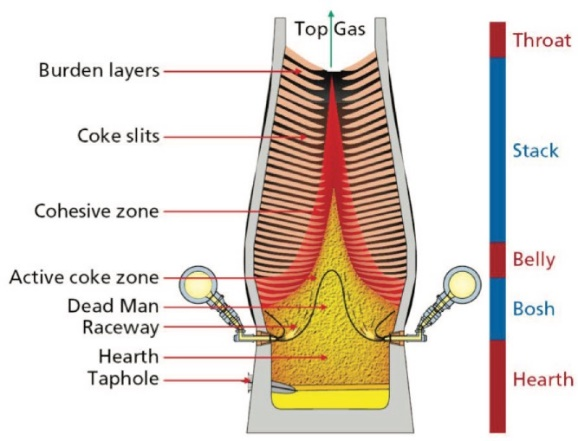 Top Gas
Burden layers
Coke slits
Cohesive zone
Active coke zone
Dead Man
Raceway
Hearth
Taphole
Throat
Stack
Belly
Bosh
Hearth